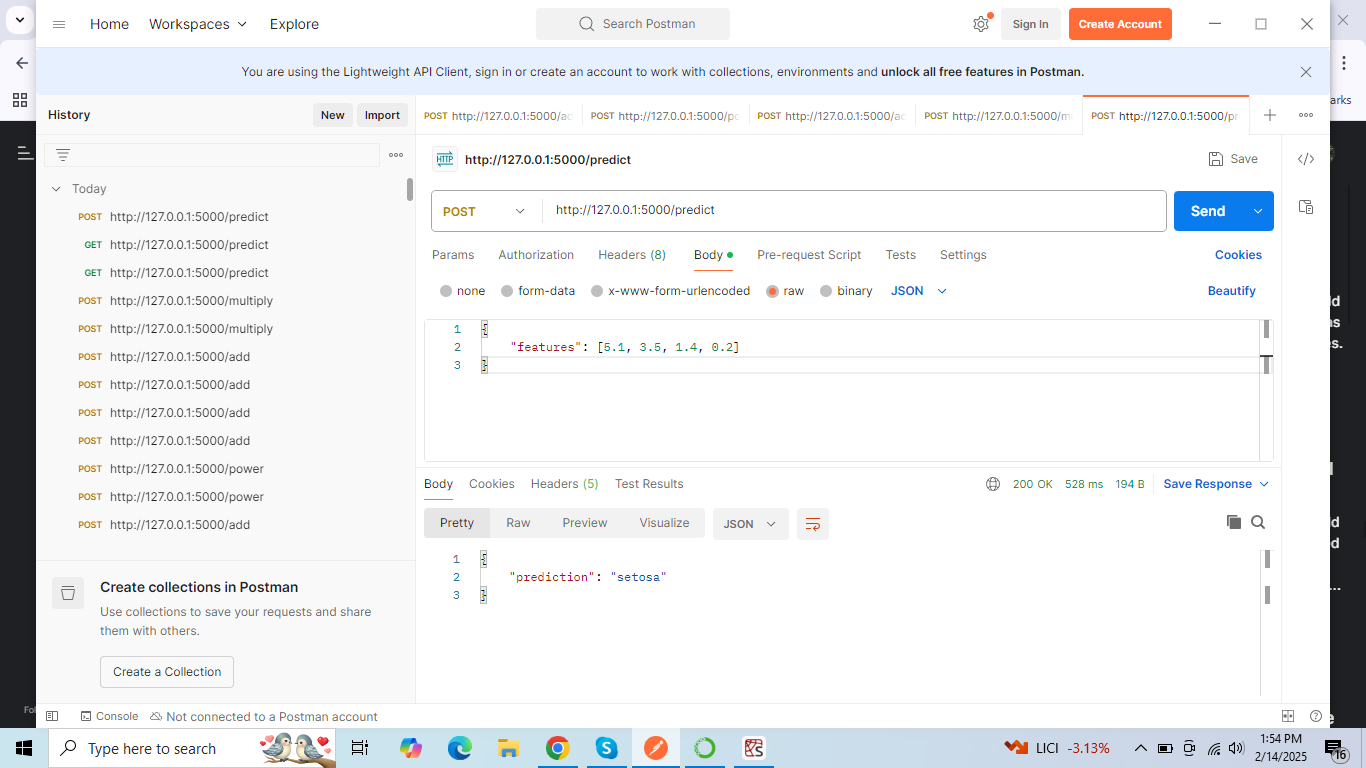 Home Workspaces Explore Search Postman Sign In Create Account
You are using the Lightweight API Client, sign in or create an account to work with collections, environments and unlock all free features in Postman.
History New Import
POST http://127.0.0.1:5000/ad POST http://127.0.0.1:5000/po POST http://127.0.0.1:5000/ad POST http://127.0.0.1:5000/mu POST http://127.0.0.1:5000/pr
HTTP http://127.0.0.1:5000/predict Save
Today
POST http://127.0.0.1:5000/predict
GET http://127.0.0.1:5000/predict
GET http://127.0.0.1:5000/predict
POST http://127.0.0.1:5000/multiply
POST http://127.0.0.1:5000/multiply
POST http://127.0.0.1:5000/add
POST http://127.0.0.1:5000/add
POST http://127.0.0.1:5000/add
POST http://127.0.0.1:5000/add
POST http://127.0.0.1:5000/power
POST http://127.0.0.1:5000/power
POST http://127.0.0.1:5000/add
Create collections in Postman
Use collections to save your requests and share
them with others.
Create a Collection
POST http://127.0.0.1:5000/predict Send
Params Authorization Headers (8) Body Pre-request Script Tests Settings Cookies
none form-data x-www-form-urlencoded raw binary JSON Beautify
1 {
2 "features": [5.1, 3.5, 1.4, 0.2]
3 }
Body Cookies Headers (5) Test Results 200 OK 528 ms 194 B Save Response
Pretty Raw Preview Visualize JSON
1 {
2 "prediction": "setosa"
3 }
Console Not connected to a Postman account
Type here to search LICI -3.13% 1:54 PM
2/14/2025 16